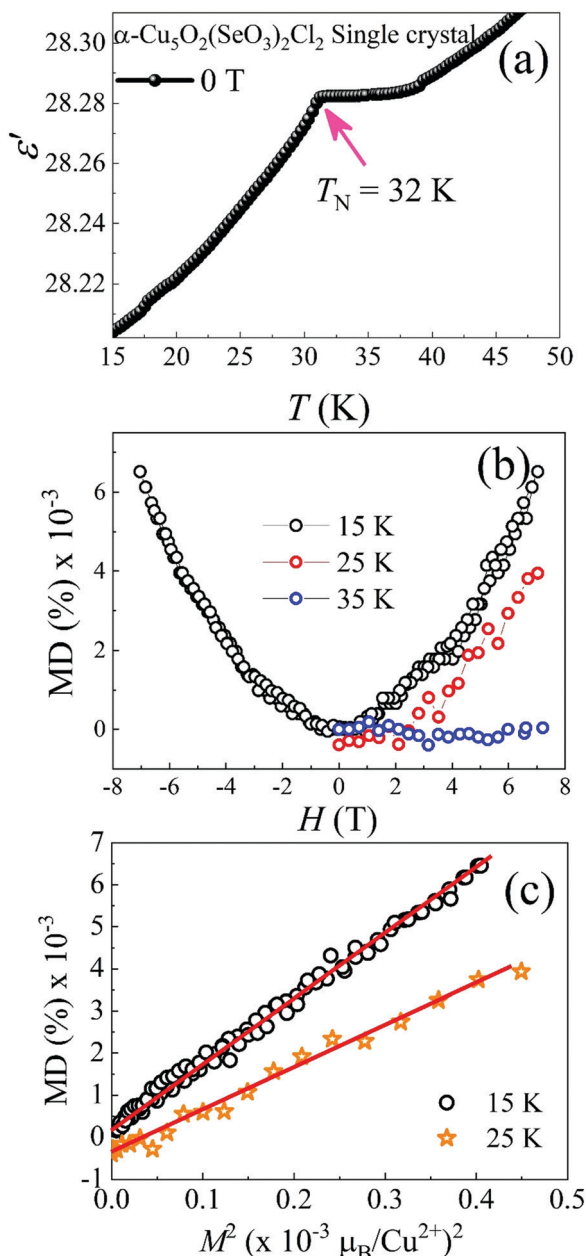 28.30
28.28
28.26
28.24
28.22
ε′
α-Cu₅O₂(SeO₃)₂Cl₂ Single crystal
(a)
0 T
T_N = 32 K
15 20 25 30 35 40 45 50
T (K)
(b)
6
4
2
0
MD (%) x 10⁻³
15 K
25 K
35 K
-8 -6 -4 -2 0 2 4 6 8
H (T)
(c)
7
6
5
4
3
2
1
0
-1
MD (%) x 10⁻³
15 K
25 K
0.0 0.1 0.2 0.3 0.4 0.5
M² (x 10⁻³ μ_B/Cu²⁺)²